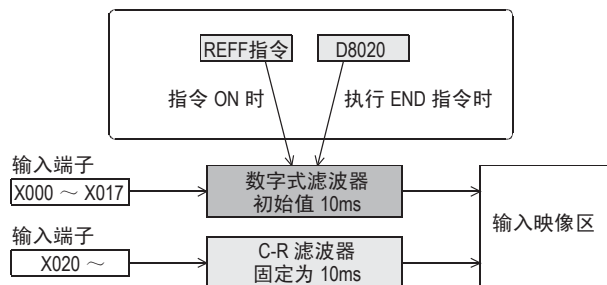 REFF指令
D8020
指令 ON 时
执行 END 指令时
输入端子
X000 ～ X017
数字式滤波器
初始值 10ms
输入映像区
输入端子
X020 ～
C-R 滤波器
固定为 10ms